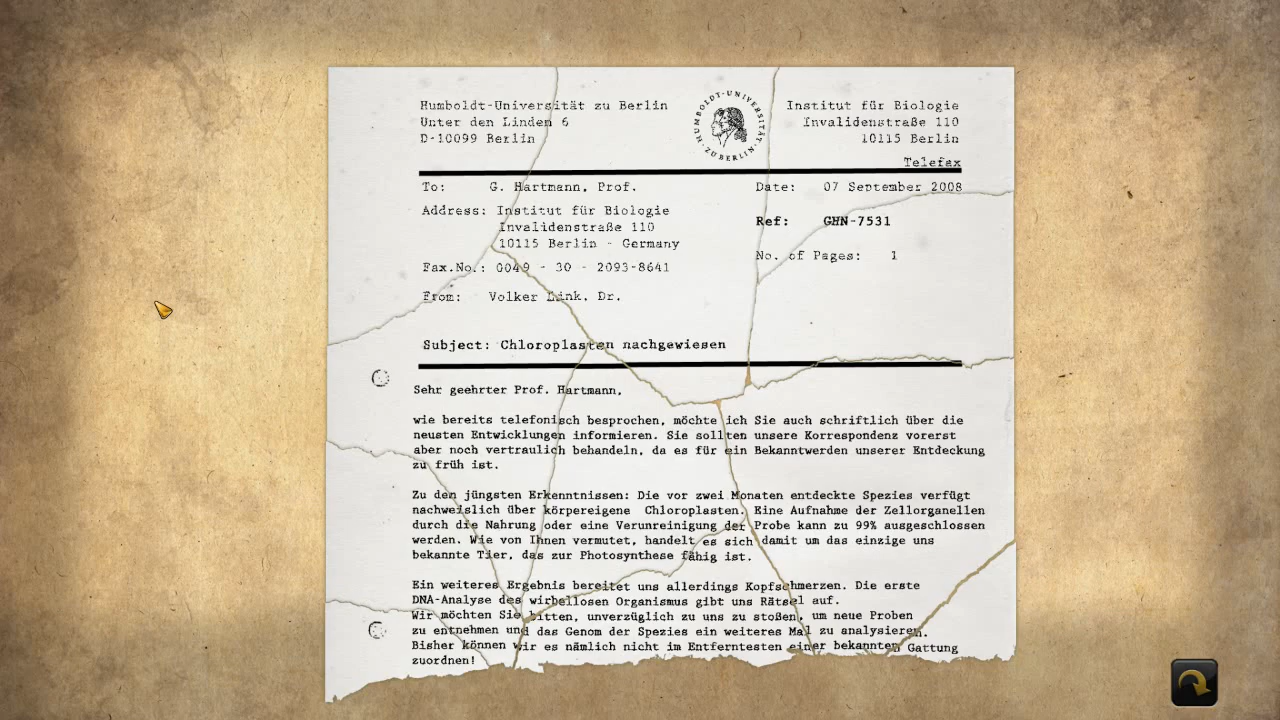 Humboldt-Universität zu Berlin
Unter den Linden 6
D-10099 Berlin
HUMBOLDT-UNIVERSITÄT · ZU BERLIN ·
Institut für Biologie
Invalidenstraße 110
10115 Berlin
Telefax
To: G. Hartmann, Prof.
Address: Institut für Biologie
Invalidenstraße 110
10115 Berlin - Germany
Fax.No.: 0049 - 30 - 2093-8641
From: Volker Link, Dr.
Date: 07 September 2008
Ref: GHN-7531
No. of Pages: 1
Subject: Chloroplasten nachgewiesen
Sehr geehrter Prof. Hartmann,
wie bereits telefonisch besprochen, möchte ich Sie auch schriftlich über die
neusten Entwicklungen informieren. Sie sollten unsere Korrespondenz vorerst
aber noch vertraulich behandeln, da es für ein Bekanntwerden unserer Entdeckung
zu früh ist.
Zu den jüngsten Erkenntnissen: Die vor zwei Monaten entdeckte Spezies verfügt
nachweislich über körpereigene Chloroplasten. Eine Aufnahme der Zellorganellen
durch die Nahrung oder eine Verunreinigung der Probe kann zu 99% ausgeschlossen
werden. Wie von Ihnen vermutet, handelt es sich damit um das einzige uns
bekannte Tier, das zur Photosynthese fähig ist.
Ein weiteres Ergebnis bereitet uns allerdings Kopfschmerzen. Die erste
DNA-Analyse des wirbellosen Organismus gibt uns Rätsel auf.
Wir möchten Sie bitten, unverzüglich zu uns zu stoßen, um neue Proben
zu entnehmen und das Genom der Spezies ein weiteres Mal zu analysieren.
Bisher können wir es nämlich nicht im Entferntesten einer bekannten Gattung
zuordnen!